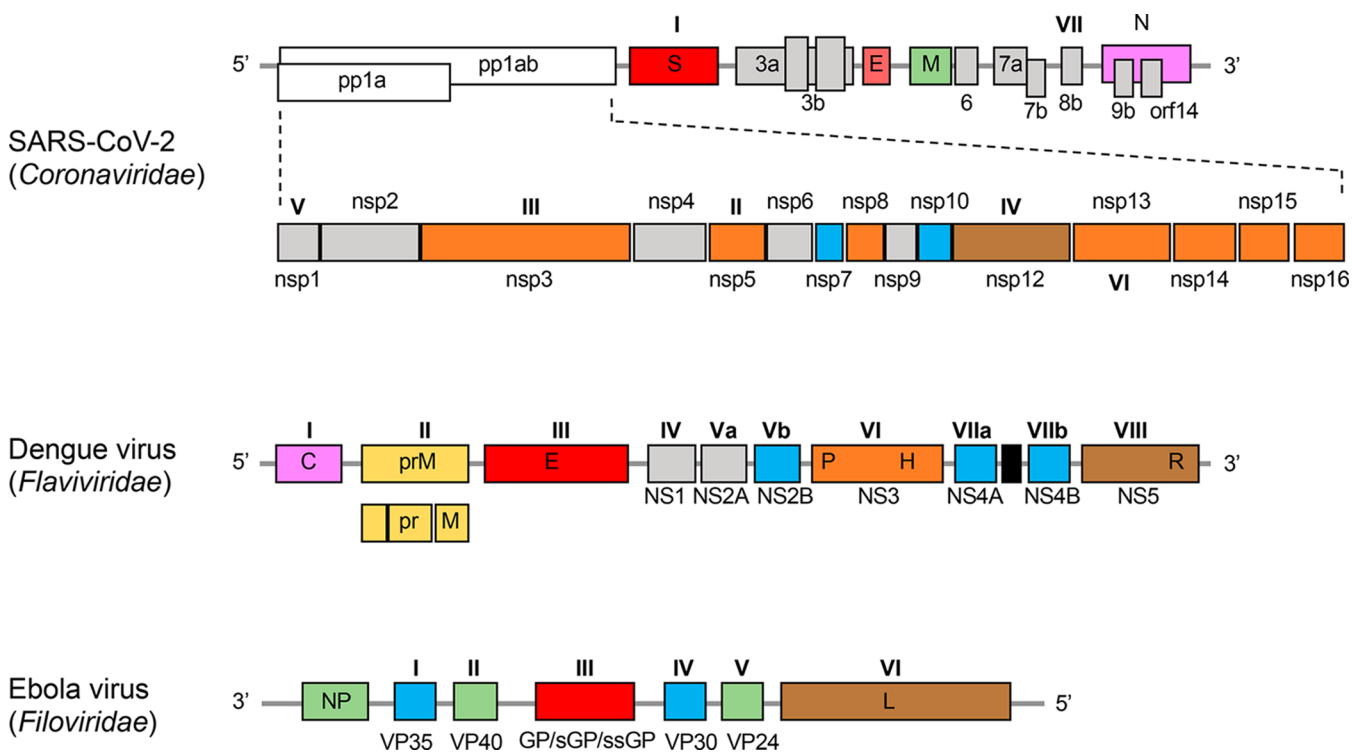 I VII N
5’ pp1ab S 3a E M 7a 3’
pp1a
3b 6 7b 8b 9b orf14
SARS-CoV-2
(Coronaviridae)
V nsp2 III nsp4 II nsp6 nsp8 nsp10 IV nsp13 nsp15
nsp1 nsp3 nsp5 nsp7 nsp9 nsp12 VI nsp14 nsp16
I II III IV Va Vb VI VIIa VIIb VIII
Dengue virus
(Flaviviridae)
5’ C prM E P H R 3’
NS1 NS2A NS2B NS3 NS4A NS4B NS5
pr M
I II III IV V VI
Ebola virus
(Filoviridae)
3’ NP L 5’
VP35 VP40 GP/sGP/ssGP VP30 VP24